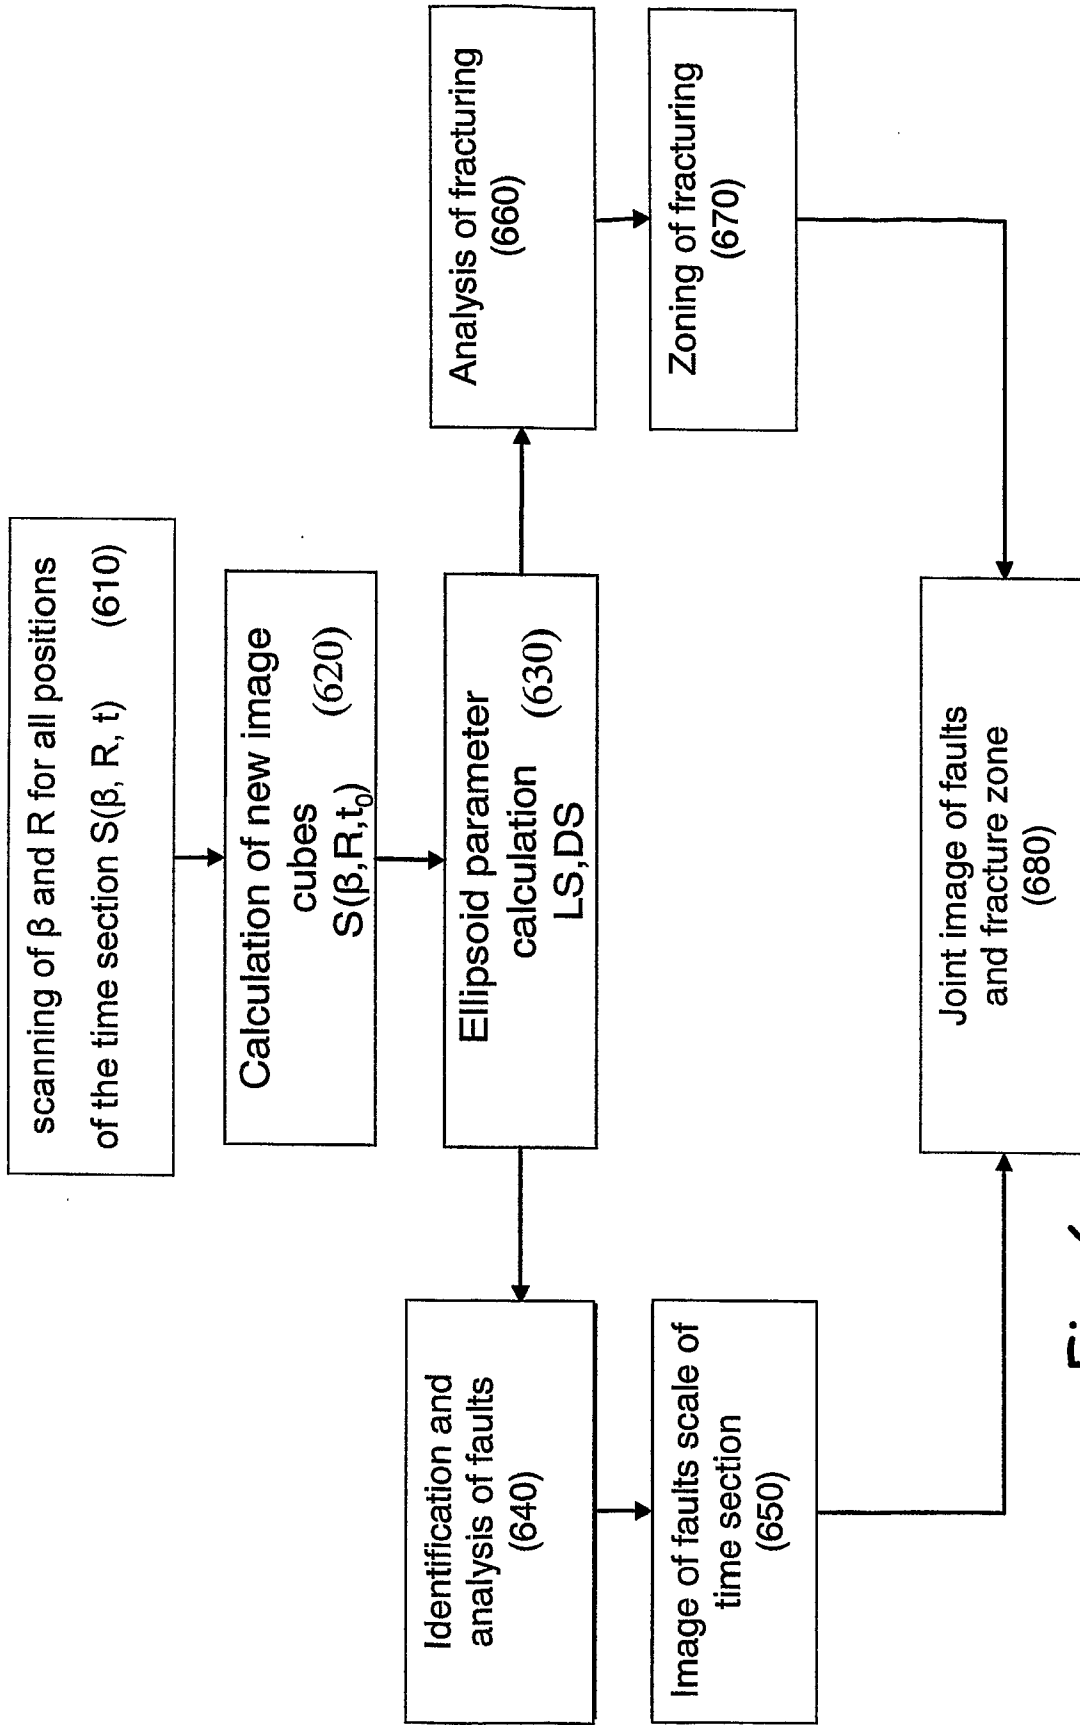 scanning of β and R for all positions
of the time section S(β, R, t) (610)
Calculation of new image
cubes (620)
S(β,R,t₀)
Ellipsoid parameter
calculation (630)
LS,DS
Identification and
analysis of faults
(640)
Image of faults scale of
time section
(650)
Analysis of fracturing
(660)
Zoning of fracturing
(670)
Joint image of faults
and fracture zone
(680)